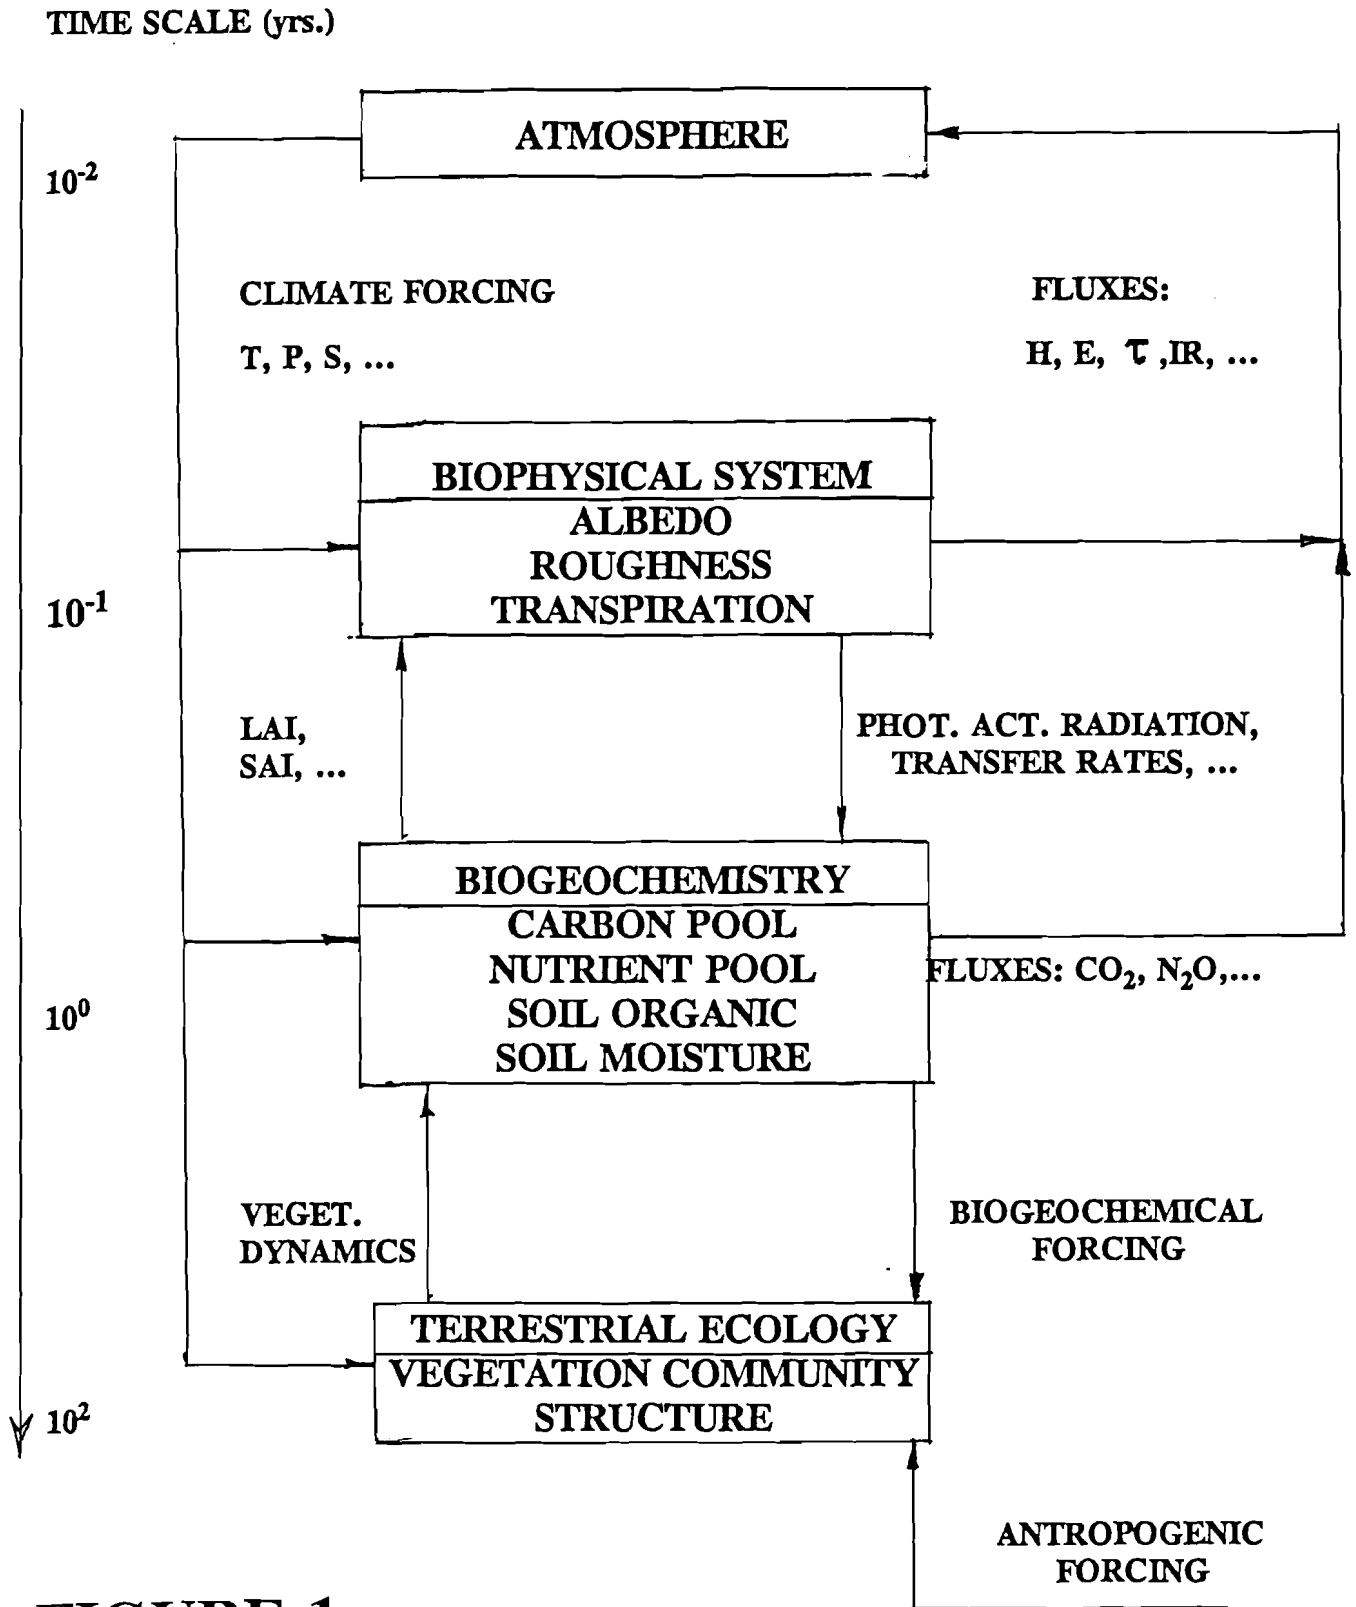 TIME SCALE (yrs.)
ATMOSPHERE
10⁻²
CLIMATE FORCING
T, P, S, ...
FLUXES:
H, E, τ ,IR, ...
BIOPHYSICAL SYSTEM
ALBEDO
ROUGHNESS
TRANSPIRATION
10⁻¹
LAI,
SAI, ...
PHOT. ACT. RADIATION,
TRANSFER RATES, ...
BIOGEOCHEMISTRY
CARBON POOL
NUTRIENT POOL
SOIL ORGANIC
SOIL MOISTURE
FLUXES: CO₂, N₂O,...
10⁰
VEGET.
DYNAMICS
BIOGEOCHEMICAL
FORCING
TERRESTRIAL ECOLOGY
VEGETATION COMMUNITY
STRUCTURE
10²
ANTROPOGENIC
FORCING
FIGURE 1